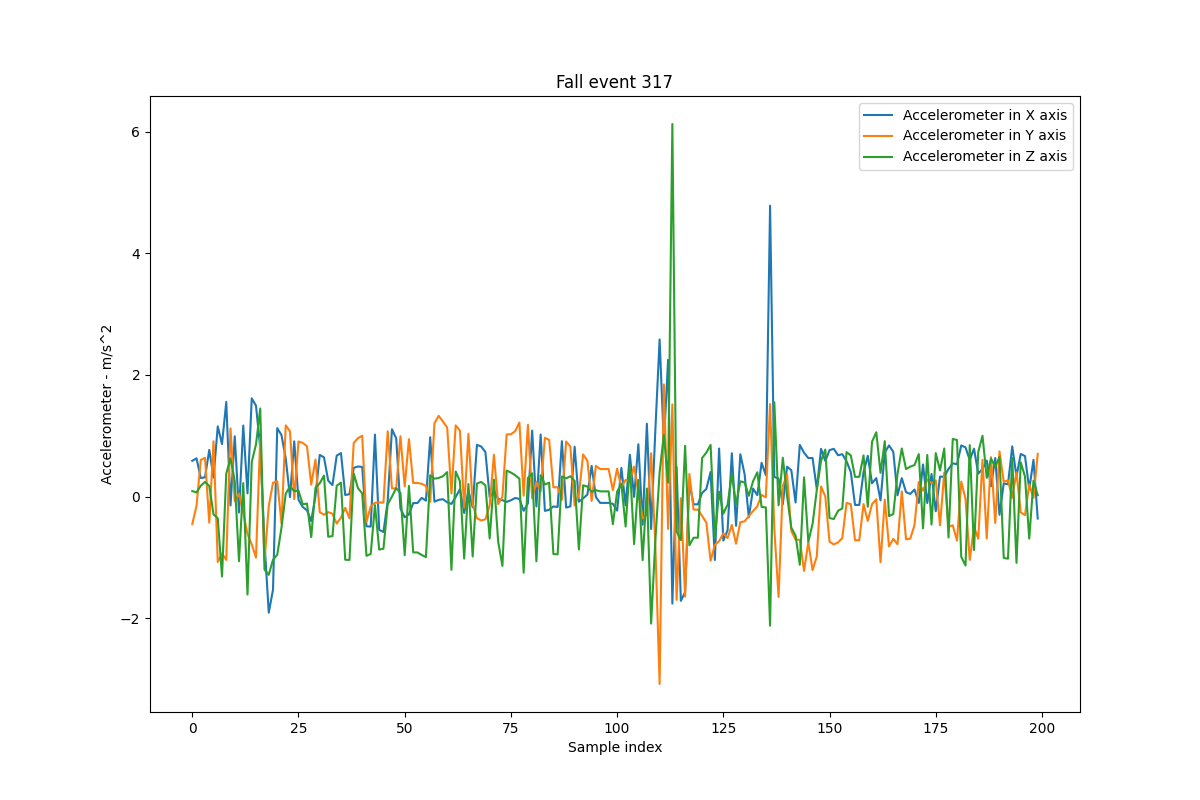 Fall event 317
Accelerometer in X axis
Accelerometer in Y axis
Accelerometer in Z axis
Accelerometer - m/s^2
6
4
2
0
−2
0
25
50
75
100
125
150
175
200
Sample index